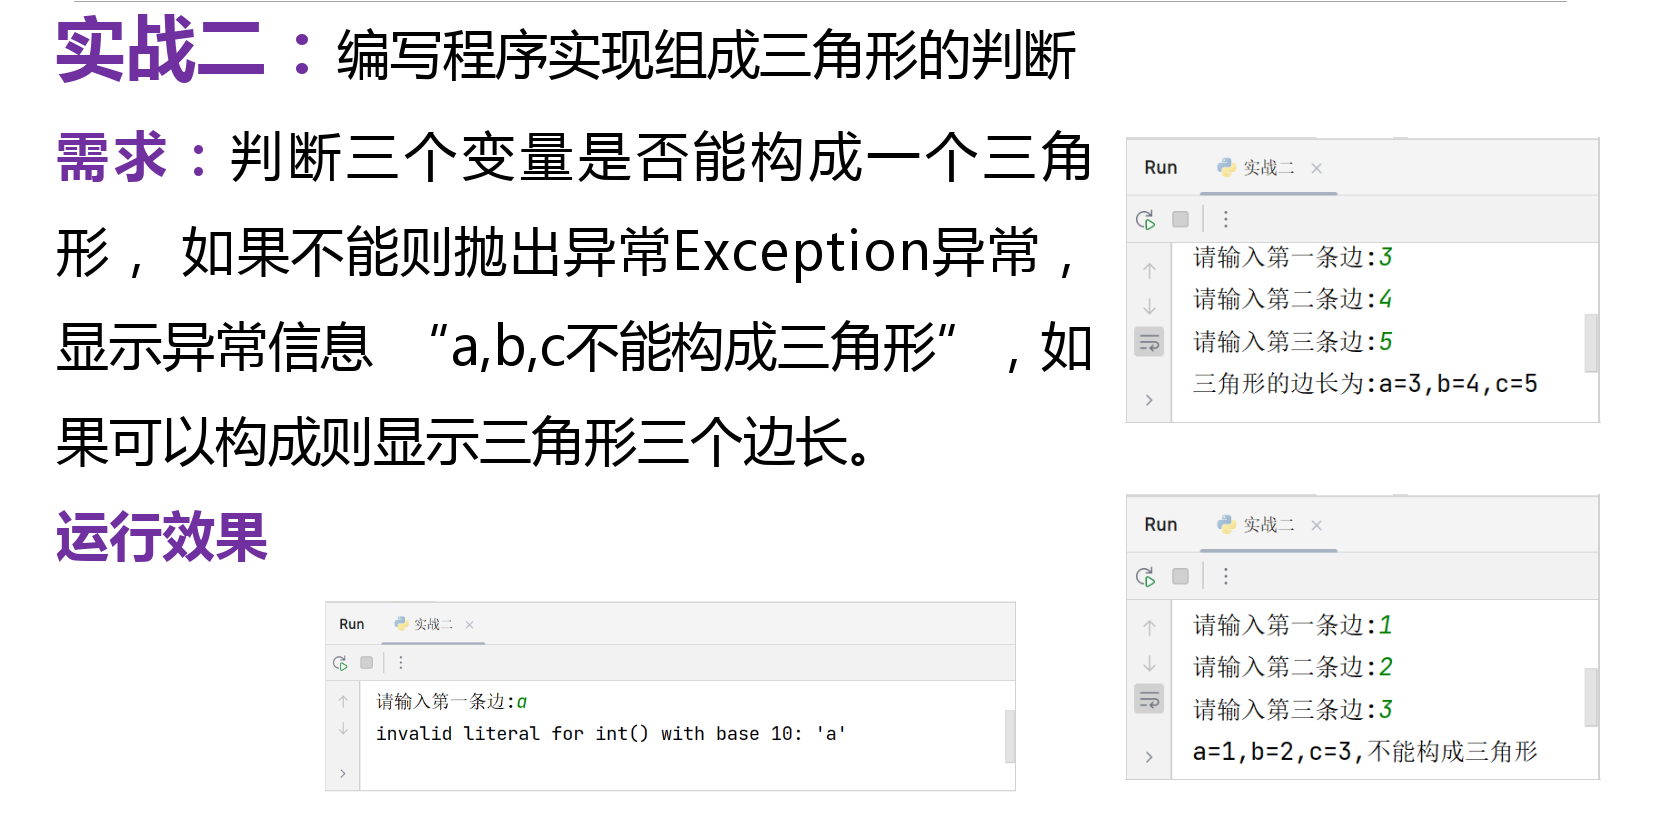 实战二：编写程序实现组成三角形的判断
需求：判断三个变量是否能构成一个三角
形， 如果不能则抛出异常Exception异常，
显示异常信息 “a,b,c不能构成三角形”，如
果可以构成则显示三角形三个边长。
运行效果
Run 实战二 ×
请输入第一条边:3
请输入第二条边:4
请输入第三条边:5
三角形的边长为:a=3,b=4,c=5
Run 实战二 ×
请输入第一条边:1
请输入第二条边:2
请输入第三条边:3
a=1,b=2,c=3,不能构成三角形
Run 实战二 ×
请输入第一条边:a
invalid literal for int() with base 10: 'a'